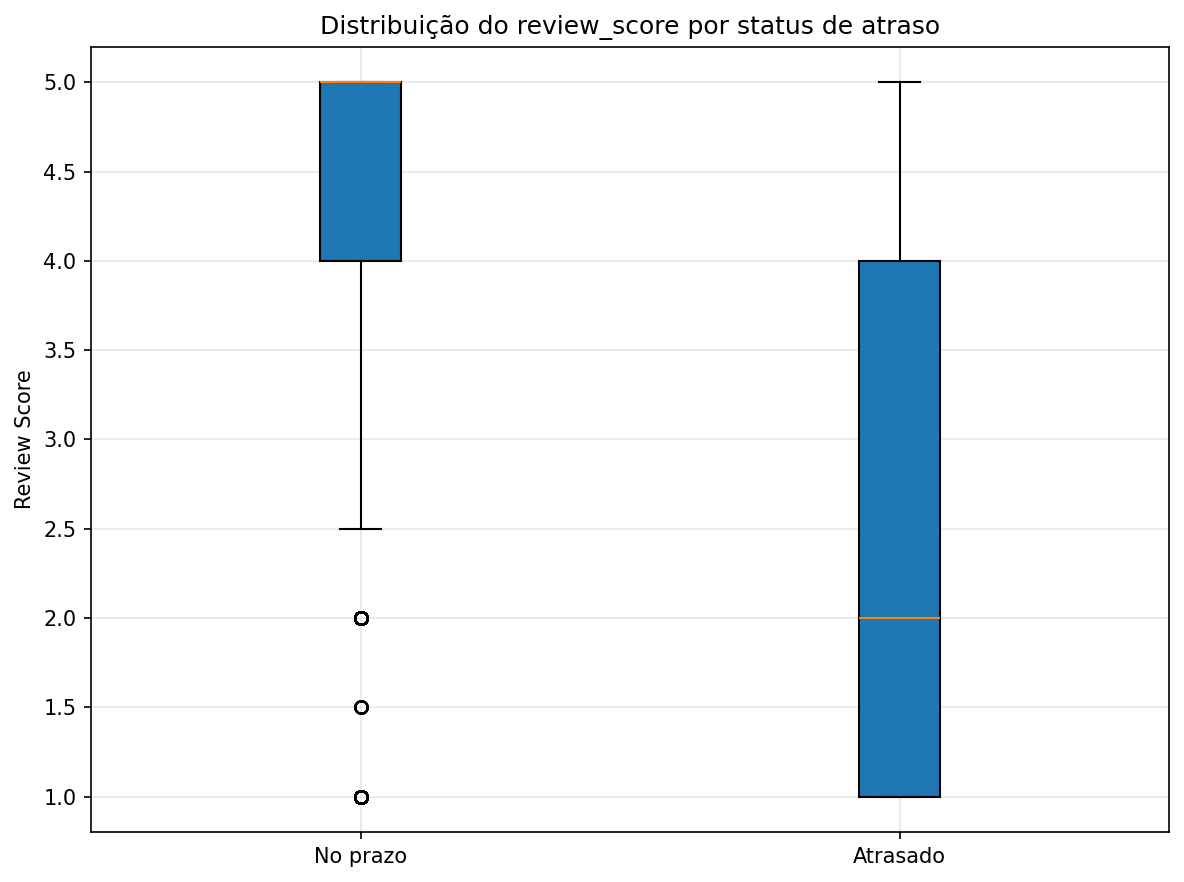 Distribuição do review_score por status de atraso
Review Score
5.0
4.5
4.0
3.5
3.0
2.5
2.0
1.5
1.0
No prazo
Atrasado